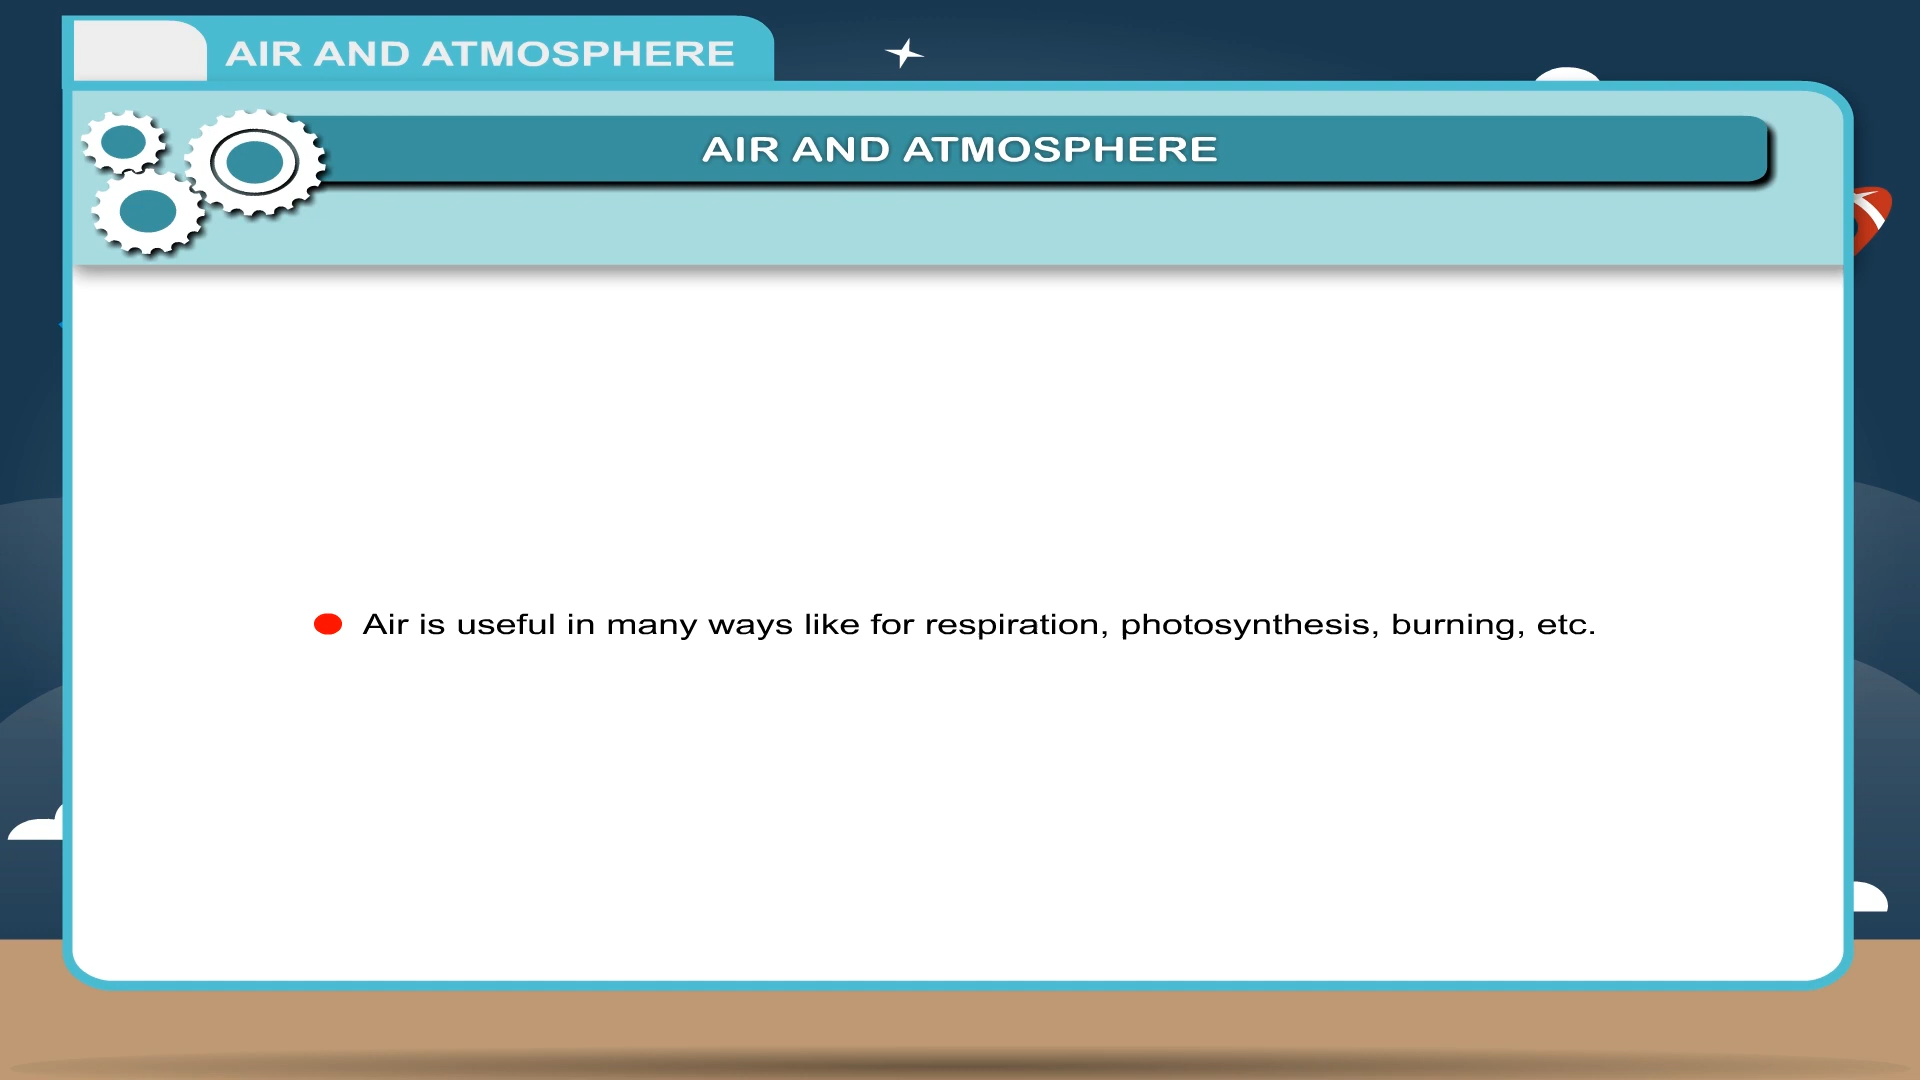 AIR AND ATMOSPHERE
AIR AND ATMOSPHERE
Air is useful in many ways like for respiration, photosynthesis, burning, etc.